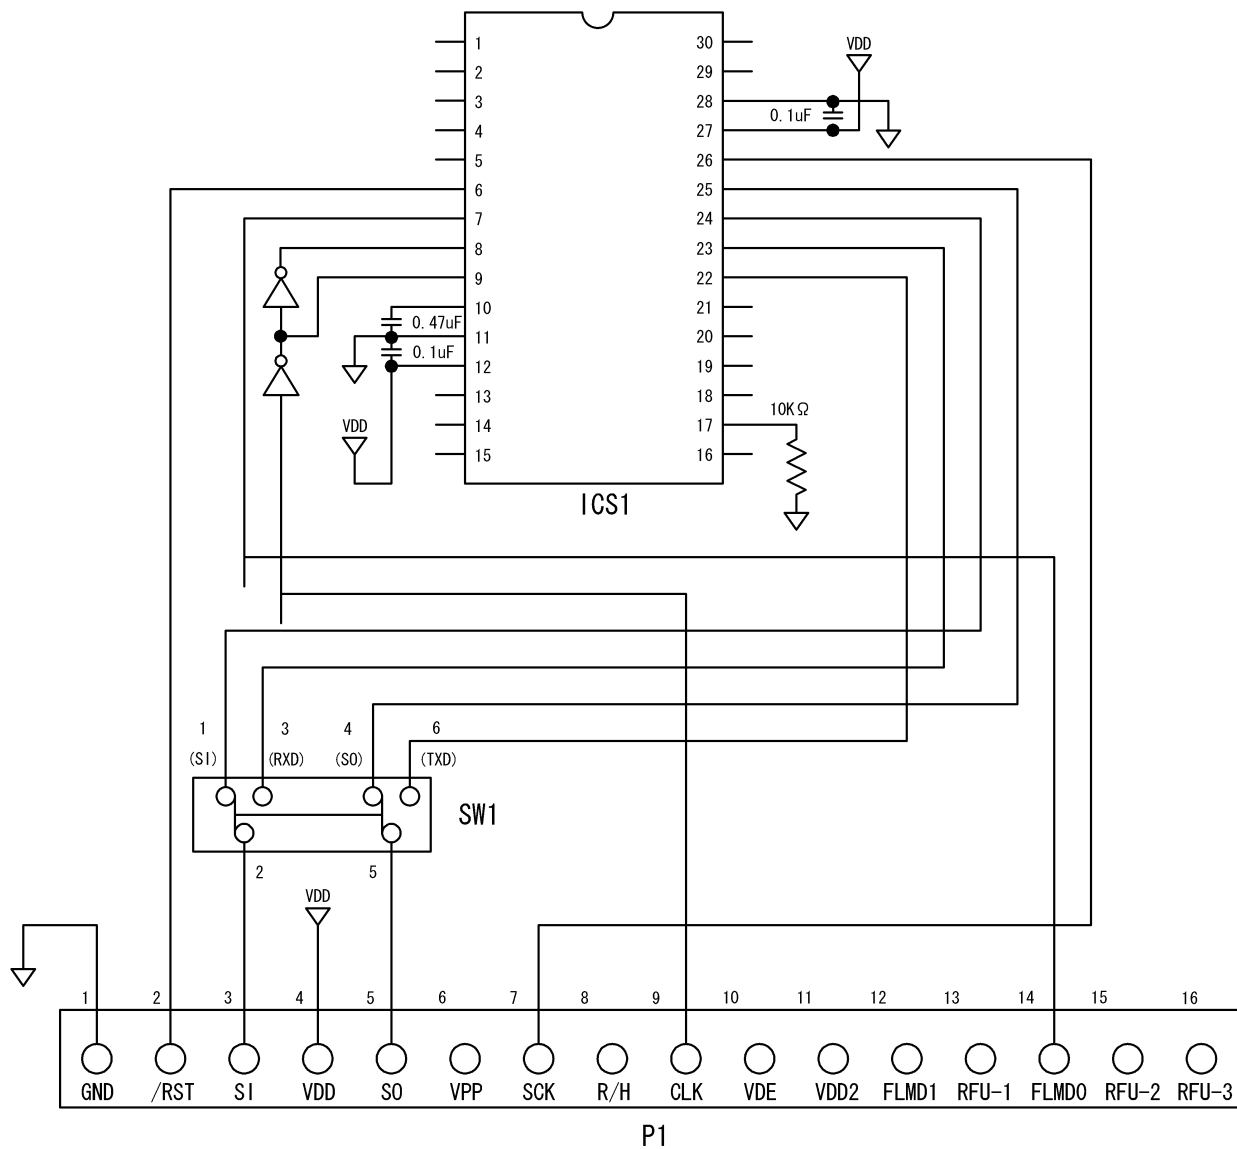 1 30
VDD
2 29
3 28
0.1uF
4 27
5 26
6 25
7 24
8 23
9 22
10 21
0.47uF
11 20
0.1uF
12 19
13 18
10KΩ
14 17
VDD
15 16
ICS1
1 3 4 6
(SI) (RXD) (SO) (TXD)
SW1
2 5
VDD
1 2 3 4 5 6 7 8 9 10 11 12 13 14 15 16
GND /RST SI VDD SO VPP SCK R/H CLK VDE VDD2 FLMD1 RFU-1 FLMD0 RFU-2 RFU-3
P1